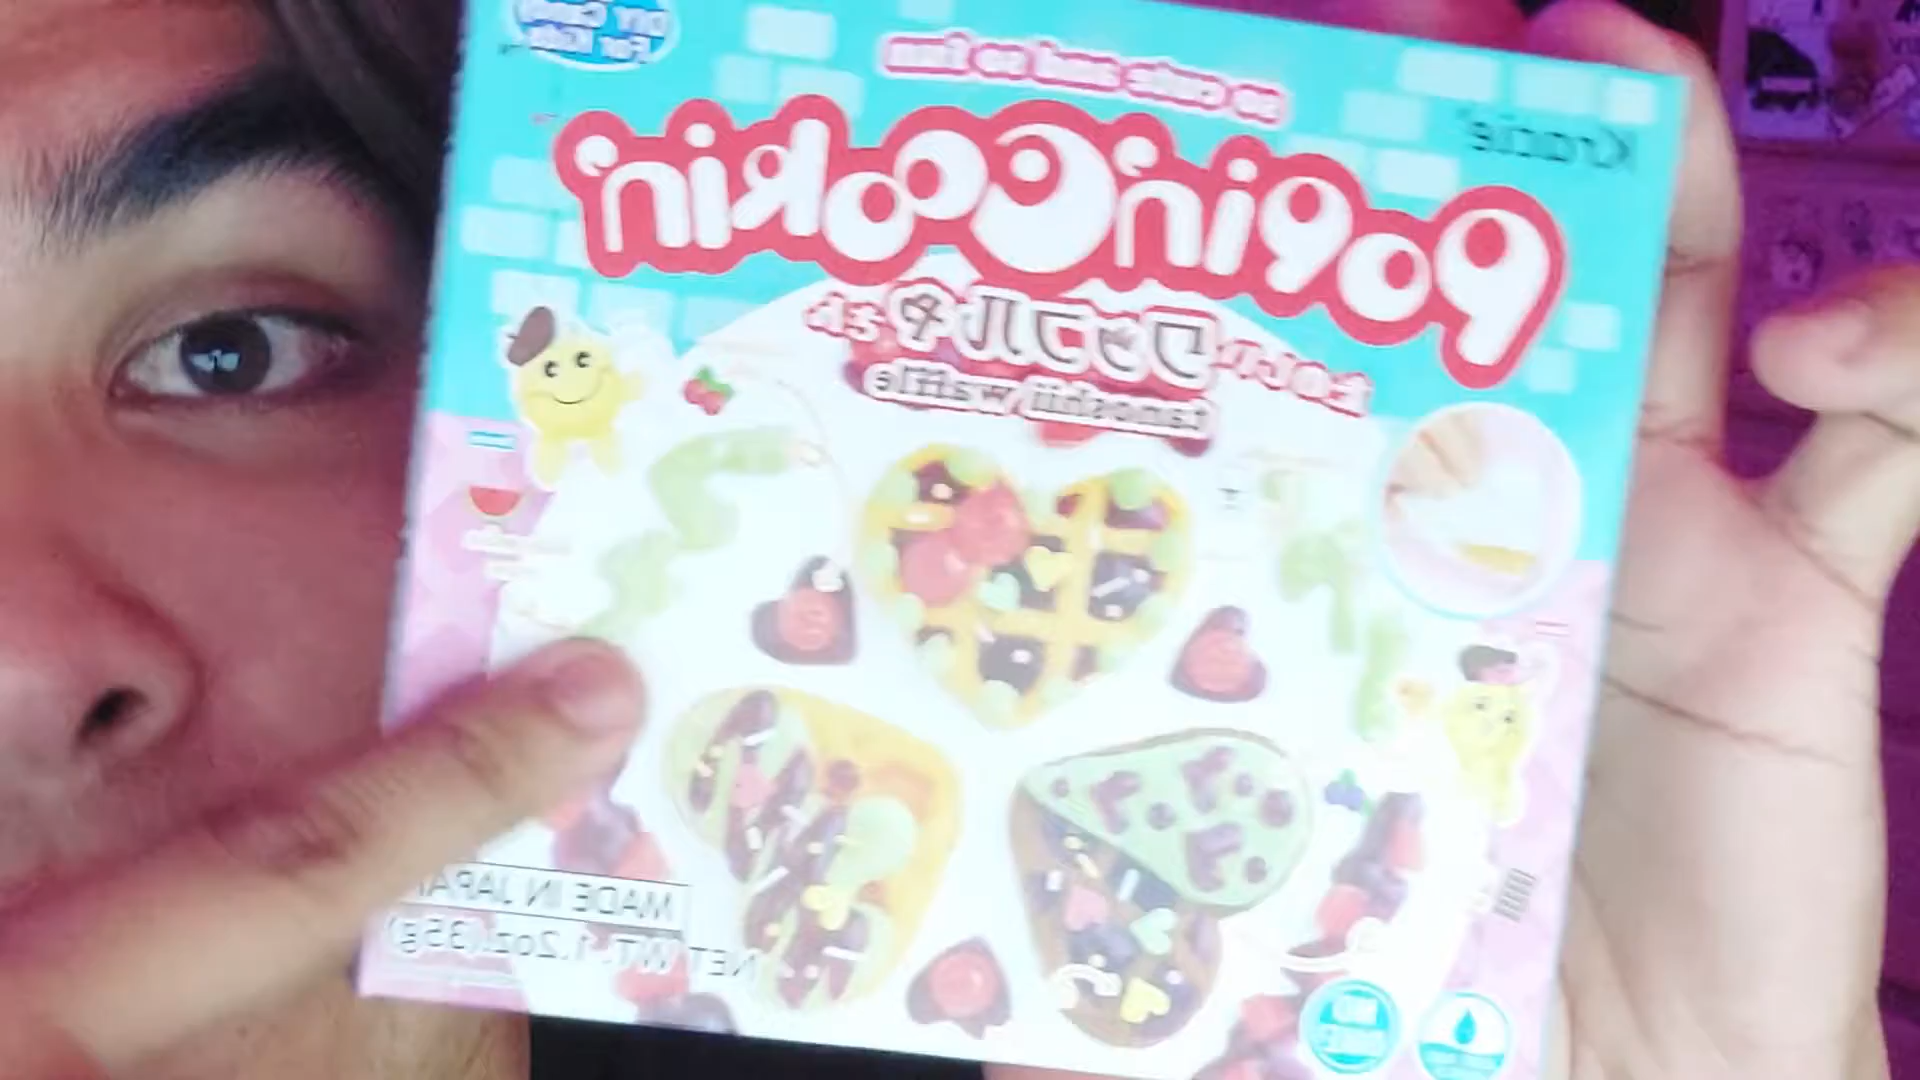 DIY Candy
For Kids
so cute and so fun
Kracie
Popin'Cookin'
たのしい ワッフルやさん
tanoshii waffle
MADE IN JAPAN
NET WT. 1.2oz.(35g)